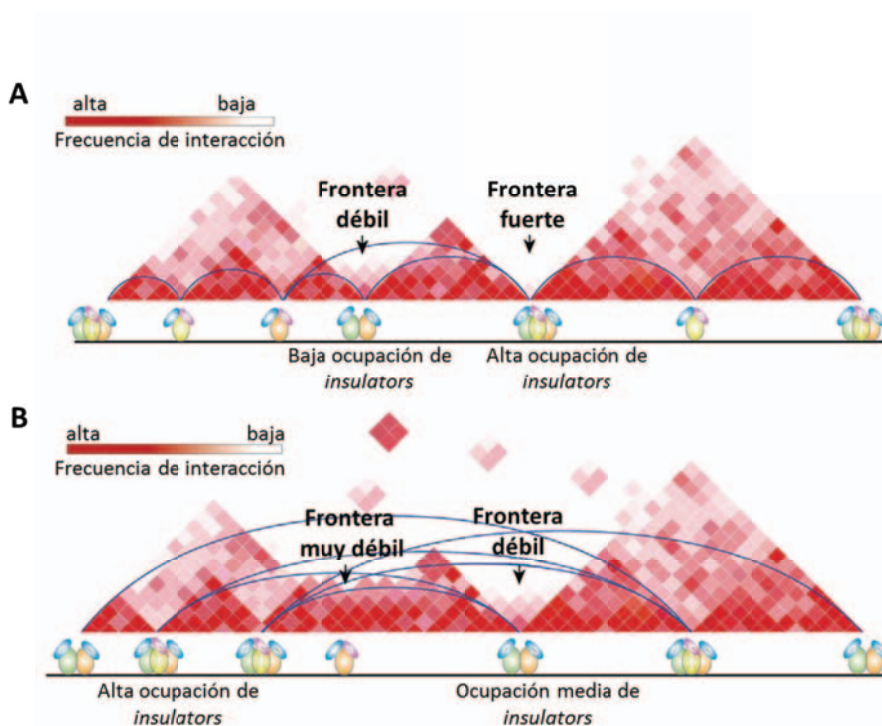 A
alta baja
Frecuencia de interacción
Frontera
débil
Frontera
fuerte
Baja ocupación de
insulators
Alta ocupación de
insulators
B
alta baja
Frecuencia de interacción
Frontera
muy débil
Frontera
débil
Alta ocupación de
insulators
Ocupación media de
insulators